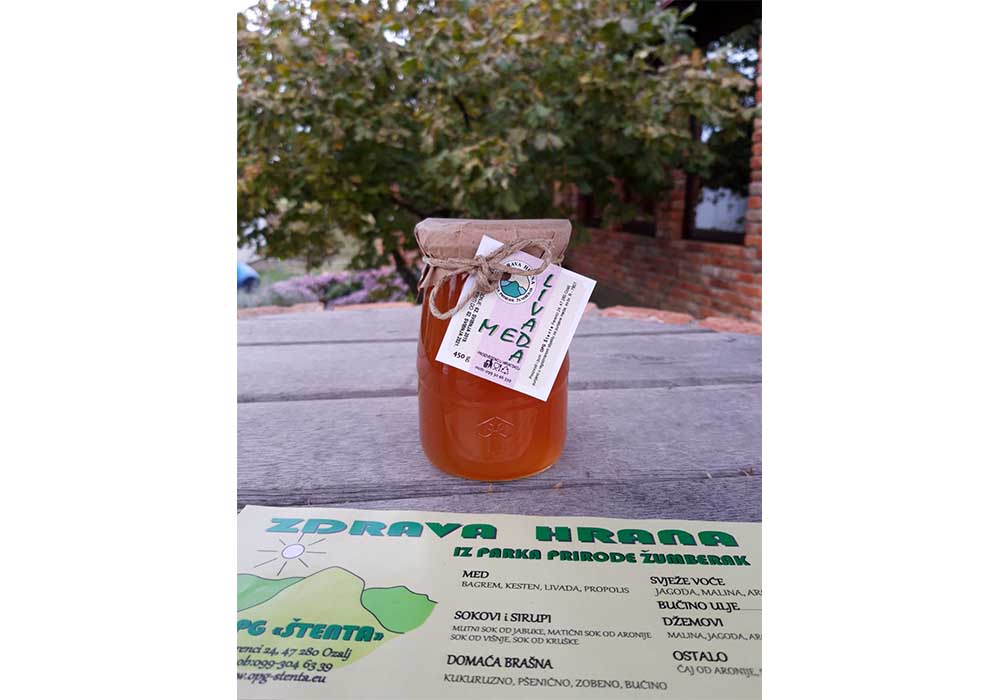 LIVADA
MED
450 g
ZDRAVA HRANA
IZ PARKA PRIRODE ŽUMBERAK
MED
BAGREM, KESTEN, LIVADA, PROPOLIS
SOKOVI i SIRUPI
MUTNI SOK OD JABUKE, MATIČNI SOK OD ARONIJE
SOK OD VIŠNJE, SOK OD KRUŠKE
DOMAĆA BRAŠNA
KUKURUZNO, PŠENIČNO, ZOBENO, BUČINO
SVJEŽE VOĆE
JAGODA, MALINA,
BUČINO ULJE
DŽEMOVI
MALINA, JAGODA,
OSTALO
ČAJ OD ARONIJE,
«ŠTENTA»
24, 47 280 Ozalj
099-304 63 39
.opg-stenta.eu